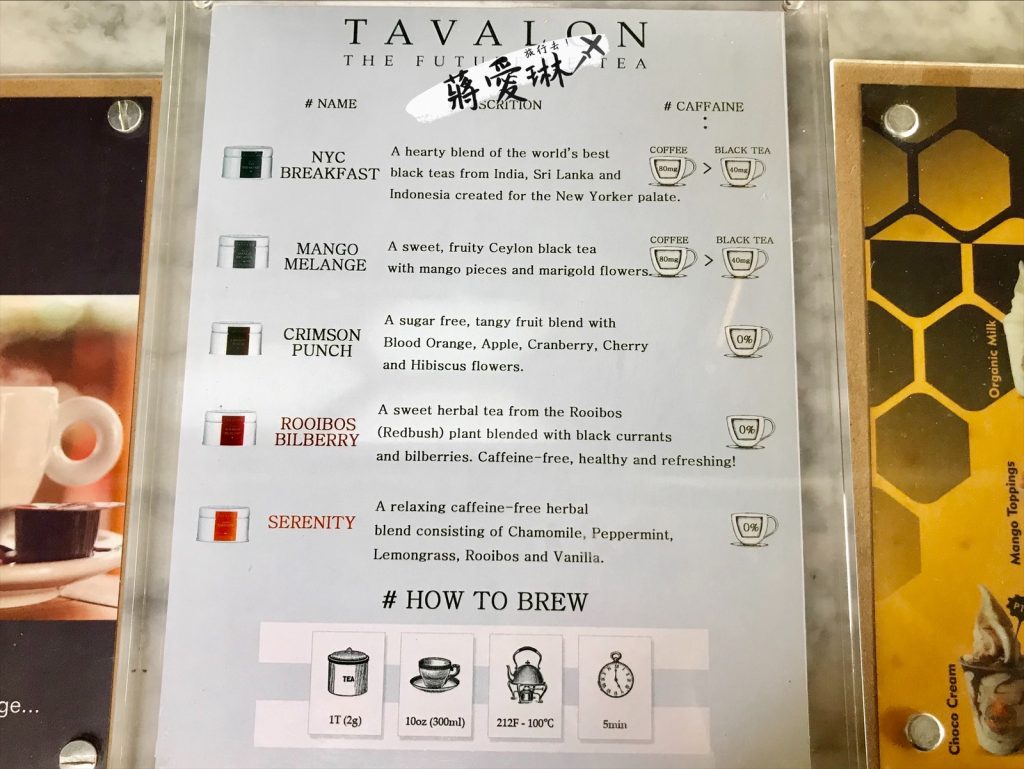 TAVALON
THE FUTU TEA
旅行去!
蔣愛琳
# NAME
SCRITION
# CAFFAINE
NYC
BREAKFAST
A hearty blend of the world's best
black teas from India, Sri Lanka and
Indonesia created for the New Yorker palate.
COFFEE
80mg
>
BLACK TEA
40mg
MANGO
MELANGE
A sweet, fruity Ceylon black tea
with mango pieces and marigold flowers.
COFFEE
80mg
>
BLACK TEA
40mg
CRIMSON
PUNCH
A sugar free, tangy fruit blend with
Blood Orange, Apple, Cranberry, Cherry
and Hibiscus flowers.
0%
ROOIBOS
BILBERRY
A sweet herbal tea from the Rooibos
(Redbush) plant blended with black currants
and bilberries. Caffeine-free, healthy and refreshing!
0%
SERENITY
A relaxing caffeine-free herbal
blend consisting of Chamomile, Peppermint,
Lemongrass, Rooibos and Vanilla.
0%
# HOW TO BREW
TEA
1T (2g)
10oz (300ml)
212F - 100℃
5min
ge...
Organic Milk
Mango Toppings
Choco Cream